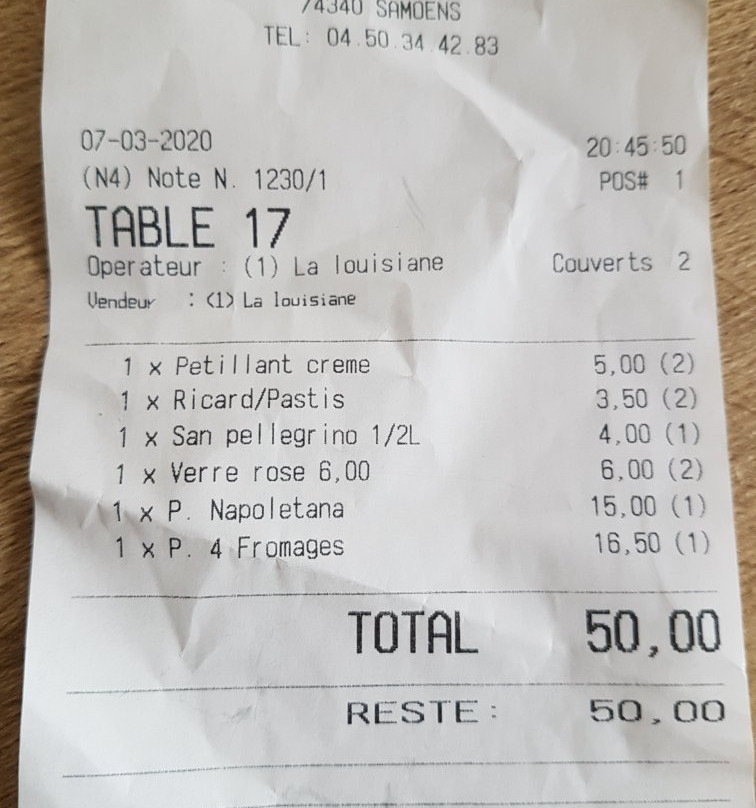 74340 SAMOENS
TEL: 04.50.34.42.83
07-03-2020 20:45:50
(N4) Note N. 1230/1 POS# 1
TABLE 17
Operateur : (1) La louisiane Couverts 2
Vendeur : (1) La louisiane
1 x Petillant creme 5,00 (2)
1 x Ricard/Pastis 3,50 (2)
1 x San pellegrino 1/2L 4,00 (1)
1 x Verre rose 6,00 6,00 (2)
1 x P. Napoletana 15,00 (1)
1 x P. 4 Fromages 16,50 (1)
TOTAL 50,00
RESTE: 50,00